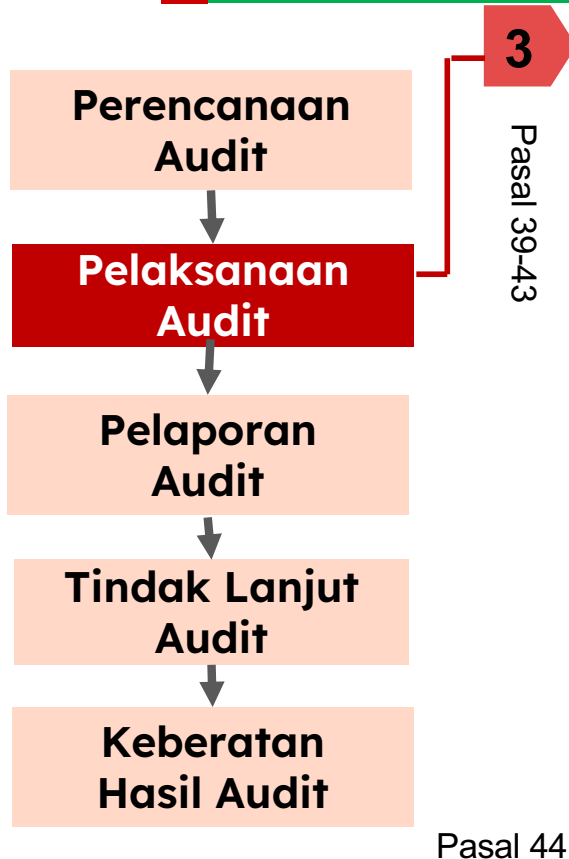 3
Perencanaan
Audit
Pasal 39-43
Pelaksanaan
Audit
Pelaporan
Audit
Tindak Lanjut
Audit
Keberatan
Hasil Audit
Pasal 44